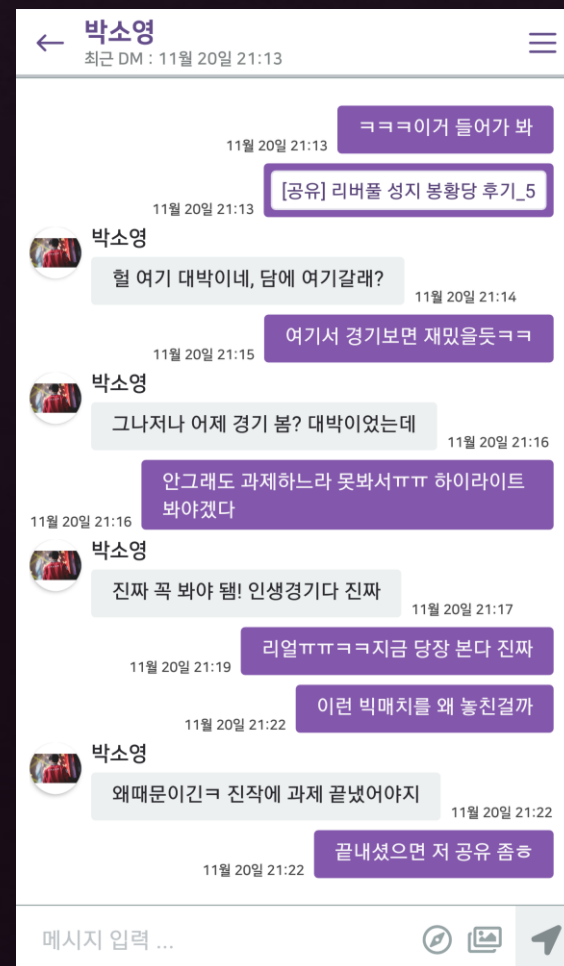 박소영
최근 DM : 11월 20일 21:13
ㅋㅋㅋ이거 들어가 봐
11월 20일 21:13
[공유] 리버풀 성지 봉황당 후기_5
11월 20일 21:13
박소영
헐 여기 대박이네, 담에 여기갈래?
11월 20일 21:14
여기서 경기보면 재밌을듯ㅋㅋ
11월 20일 21:15
박소영
그나저나 어제 경기 봄? 대박이었는데
11월 20일 21:16
안그래도 과제하느라 못봐서ㅠㅠ 하이라이트
봐야겠다
11월 20일 21:16
박소영
진짜 꼭 봐야 됌! 인생경기다 진짜
11월 20일 21:17
리얼ㅠㅠㅋㅋ지금 당장 본다 진짜
11월 20일 21:19
이런 빅매치를 왜 놓친걸까
11월 20일 21:22
박소영
왜때문이긴ㅋ 진작에 과제 끝냈어야지
11월 20일 21:22
끝내셨으면 저 공유 좀ㅎ
11월 20일 21:22
메시지 입력 ...